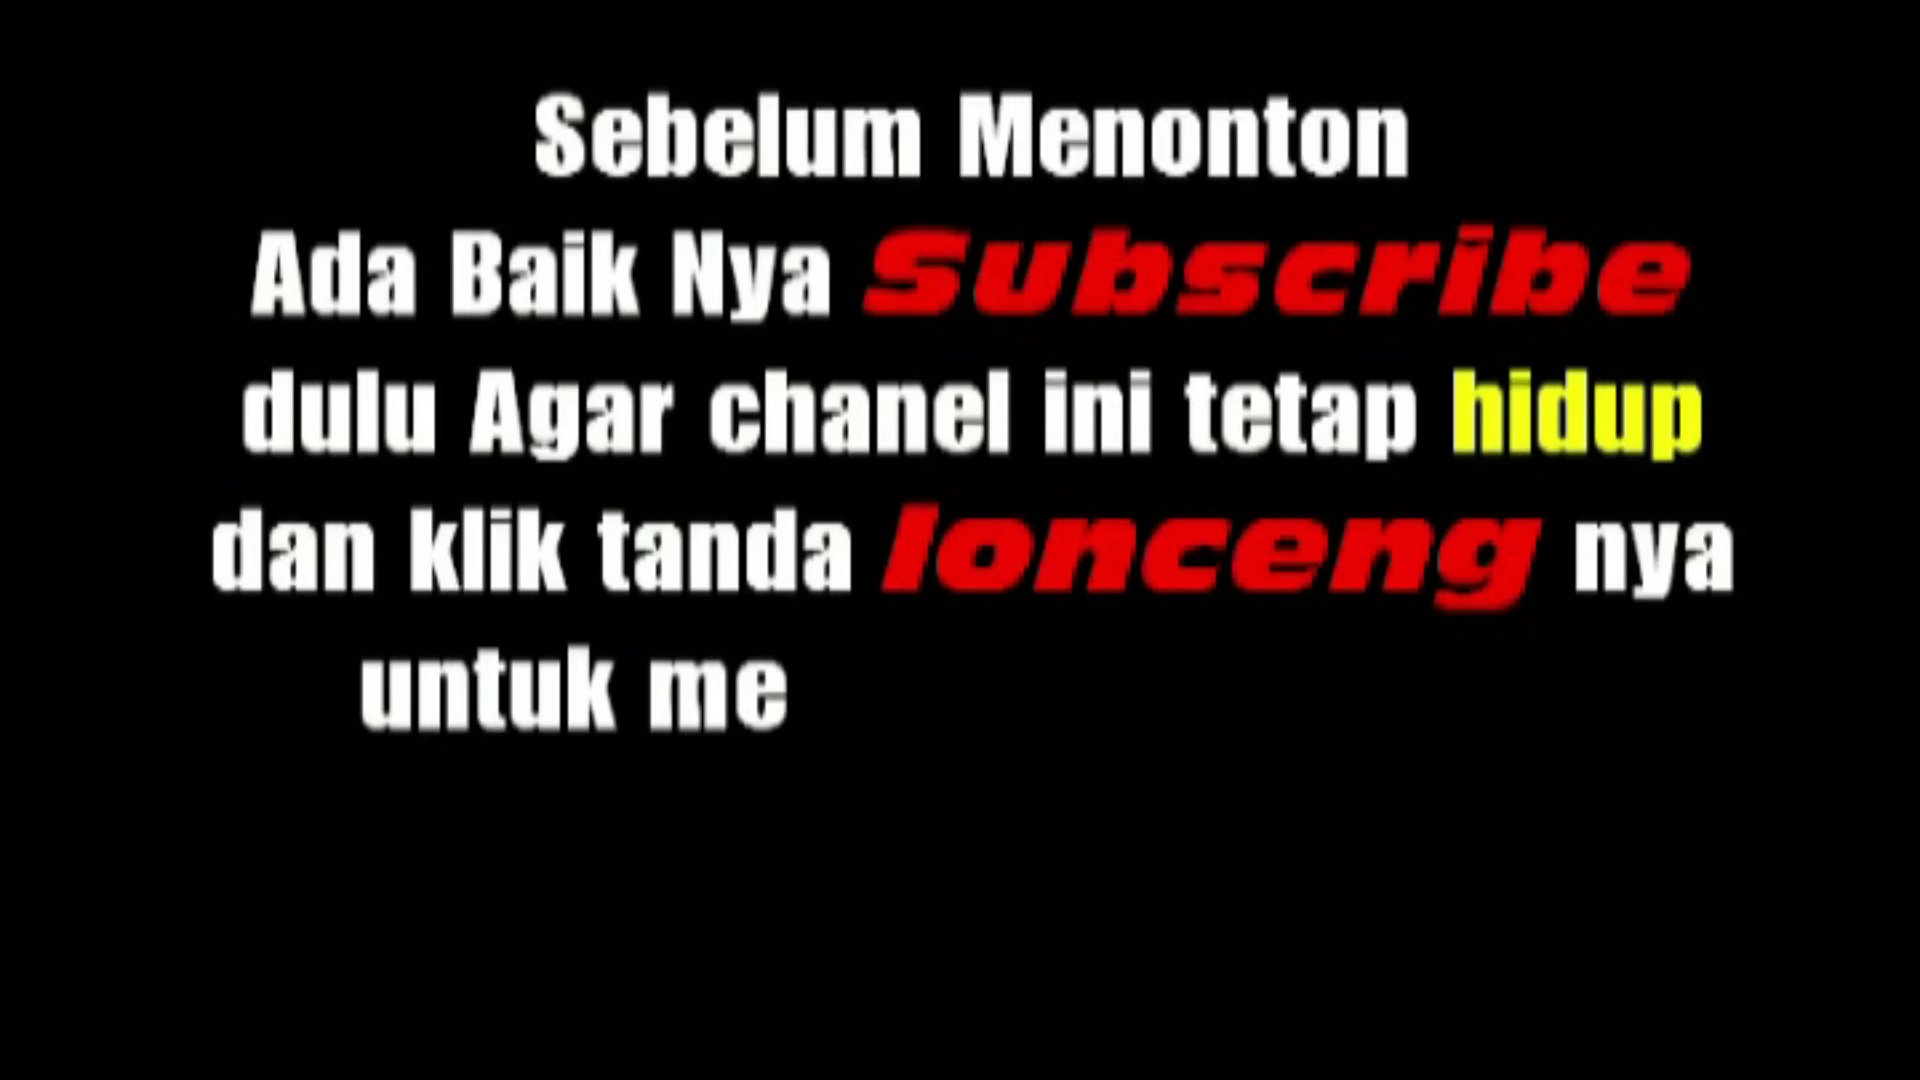 Sebelum Menonton
Ada Baik Nya Subscribe
dulu Agar chanel ini tetap hidup
dan klik tanda lonceng nya
untuk me